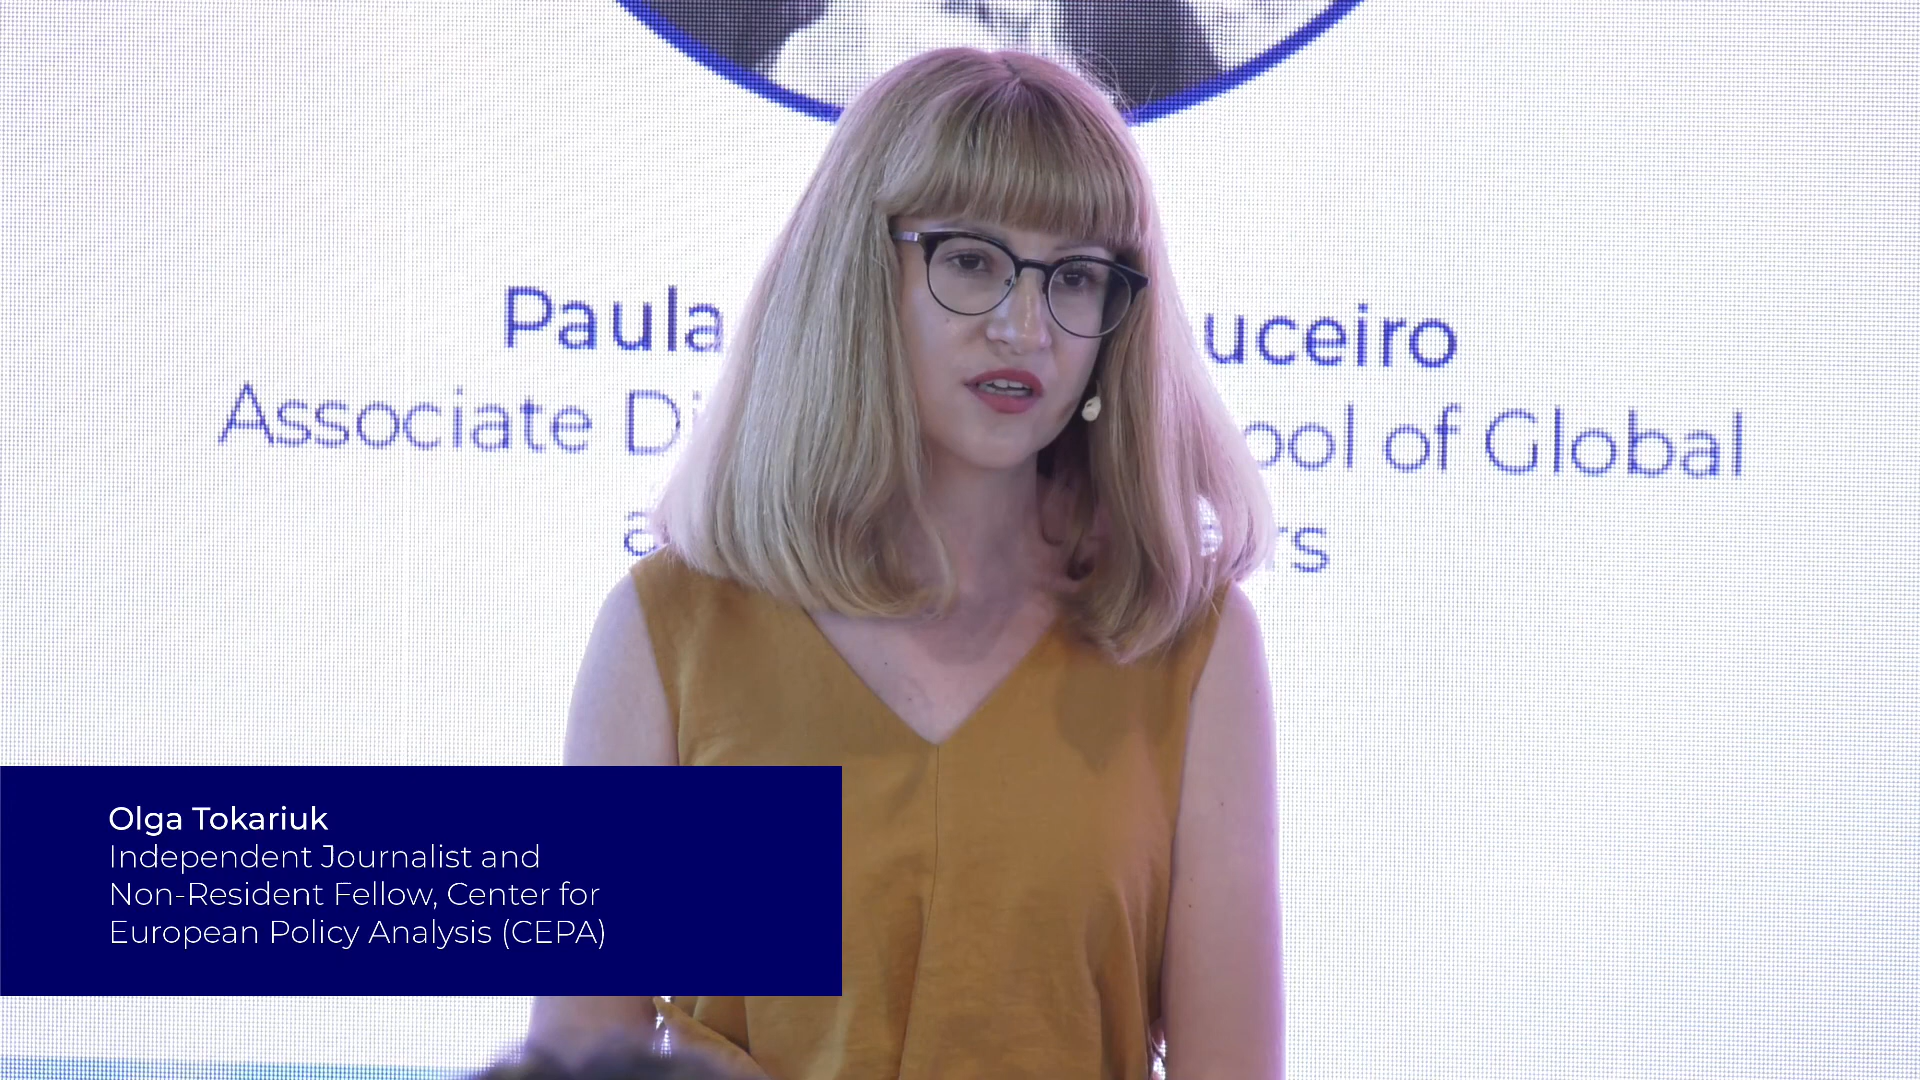 Paula uceiro
Associate Di ool of Global
a rs
Olga Tokariuk
Independent Journalist and
Non-Resident Fellow, Center for
European Policy Analysis (CEPA)